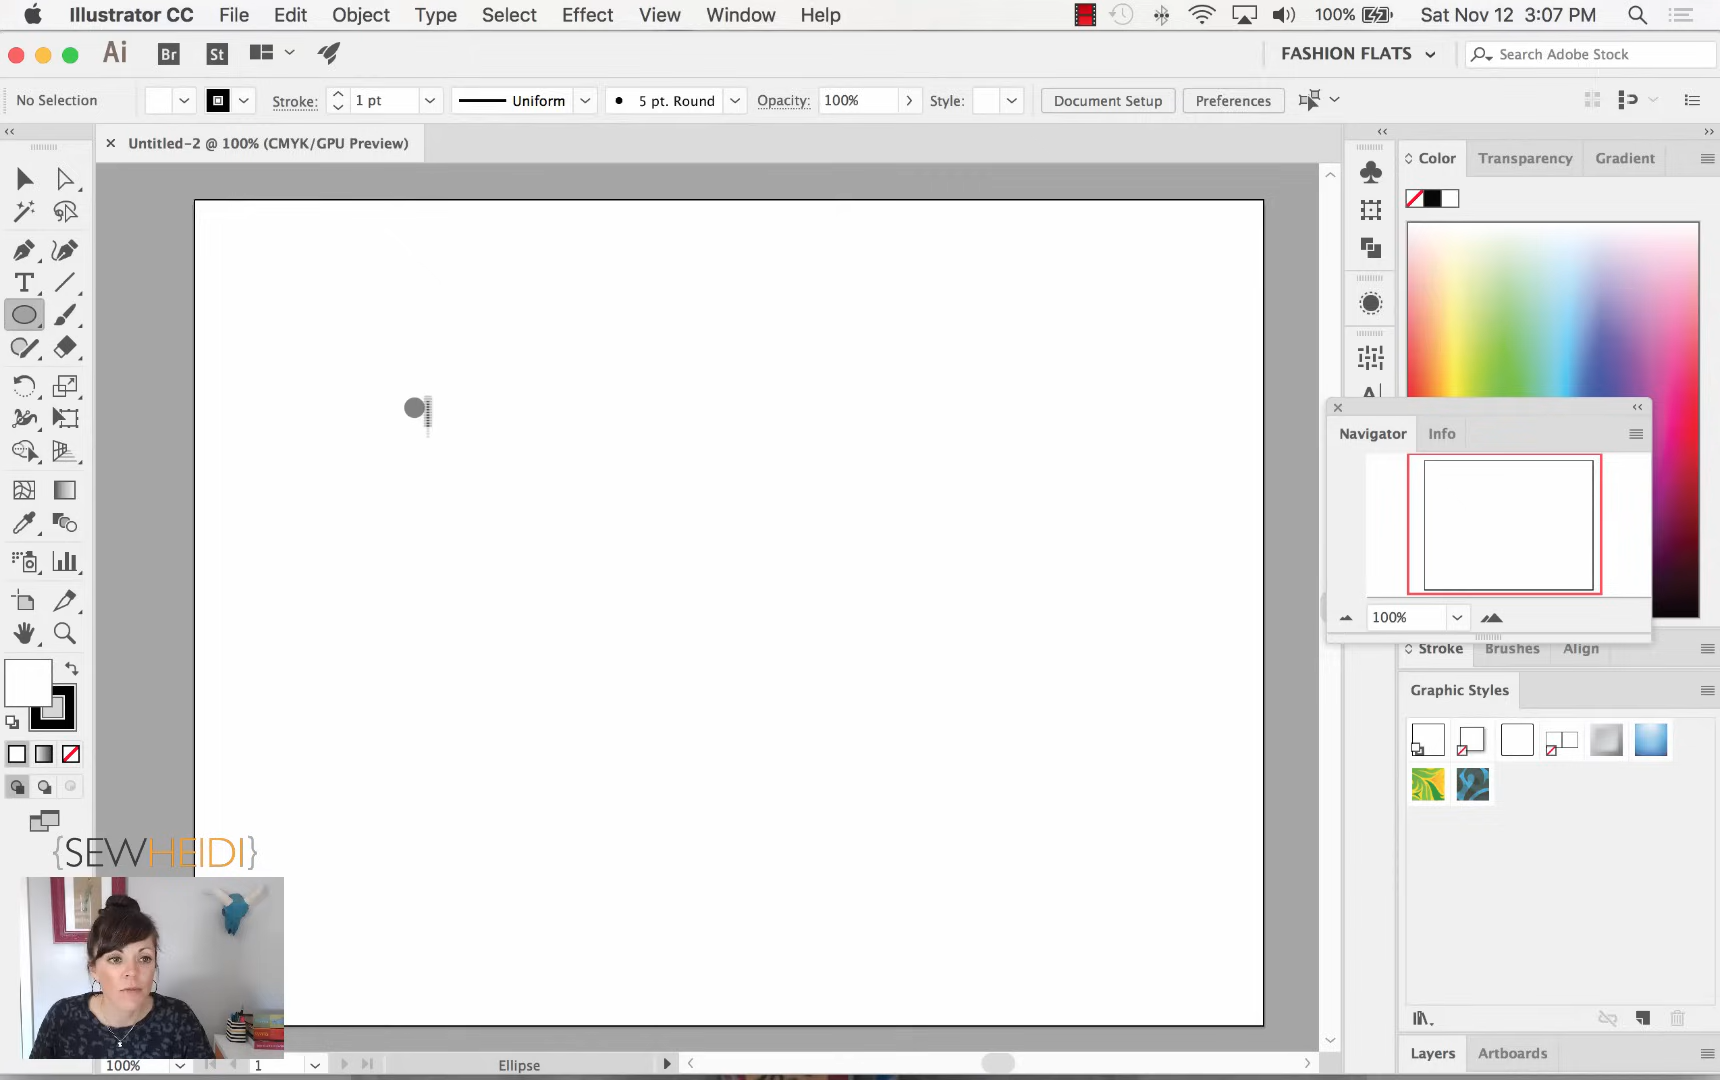 Illustrator CC File Edit Object Type Select Effect View Window Help 100% Sat Nov 12 3:07 PM
Ai Br St FASHION FLATS Search Adobe Stock
No Selection Stroke: 1 pt Uniform 5 pt. Round Opacity: 100% Style: Document Setup Preferences
Untitled-2 @ 100% (CMYK/GPU Preview)
Color Transparency Gradient
Navigator Info
100%
Stroke Brushes Align
Graphic Styles
{SEWHEIDI}
Layers Artboards
100% 1 Ellipse